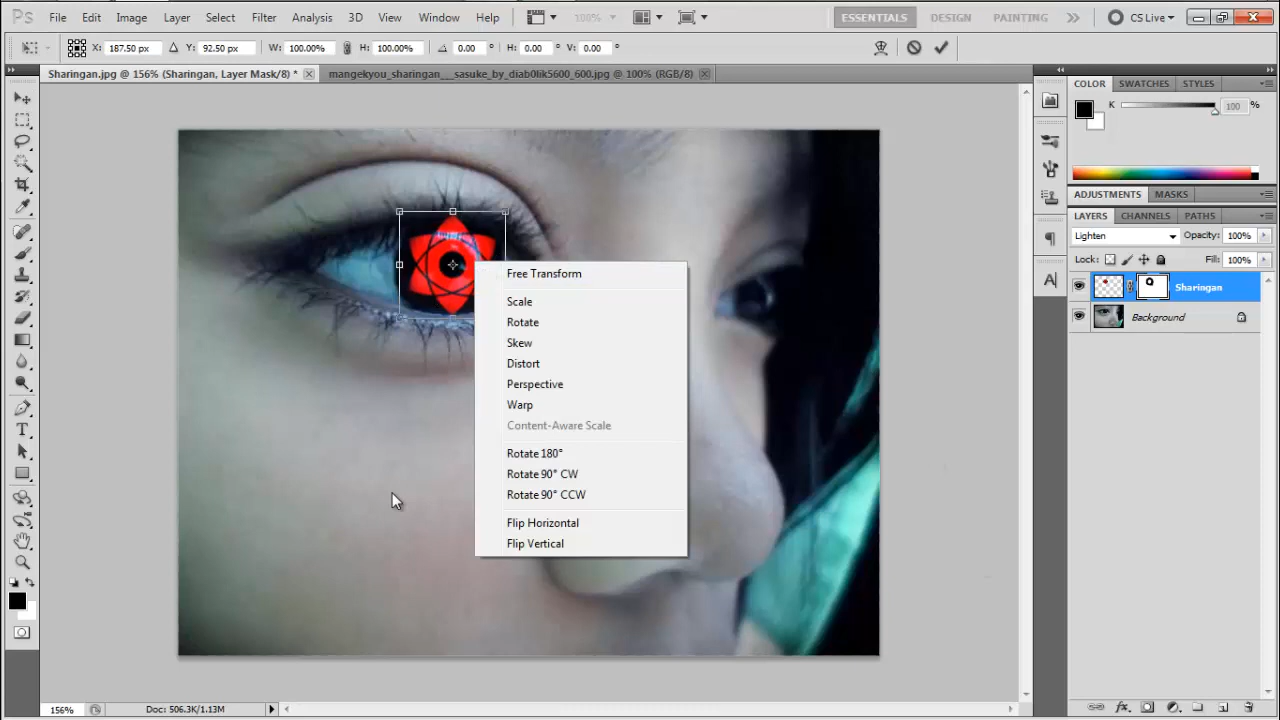 Ps File Edit Image Layer Select Filter Analysis 3D View Window Help 100% ESSENTIALS DESIGN PAINTING CS Live
X: 187.50 px Y: 92.50 px W: 100.00% H: 100.00% 0.00 ° H: 0.00 ° V: 0.00 °
Sharingan.jpg @ 156% (Sharingan, Layer Mask/8) * mangekyou_sharingan___sasuke_by_diab0lik5600_600.jpg @ 100% (RGB/8)
COLOR SWATCHES STYLES
K 100 %
ADJUSTMENTS MASKS
LAYERS CHANNELS PATHS
Lighten Opacity: 100%
Lock: Fill: 100%
Sharingan
Background
Free Transform
Scale
Rotate
Skew
Distort
Perspective
Warp
Content-Aware Scale
Rotate 180°
Rotate 90° CW
Rotate 90° CCW
Flip Horizontal
Flip Vertical
156% Doc: 506.3K/1.13M